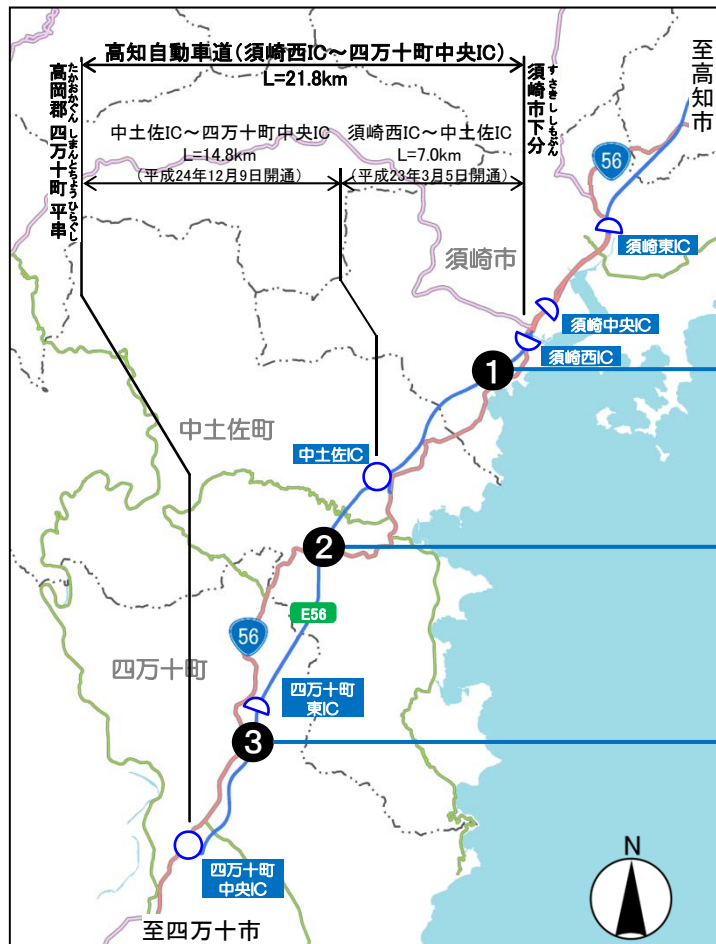 高知自動車道（須崎西IC～四万十町中央IC）
L=21.8km
至高知市
たかおかぐん しまんとちょう ひらぐし
高岡郡 四万十町 平串
すさきし しもぶん
須崎市下分
中土佐IC～四万十町中央IC
L=14.8km
（平成24年12月9日開通）
須崎西IC～中土佐IC
L=7.0km
（平成23年3月5日開通）
56
須崎東IC
須崎市
須崎中央IC
須崎西IC
1
中土佐町
中土佐IC
2
E56
56
四万十町
四万十町
東IC
3
四万十町
中央IC
N
至四万十市